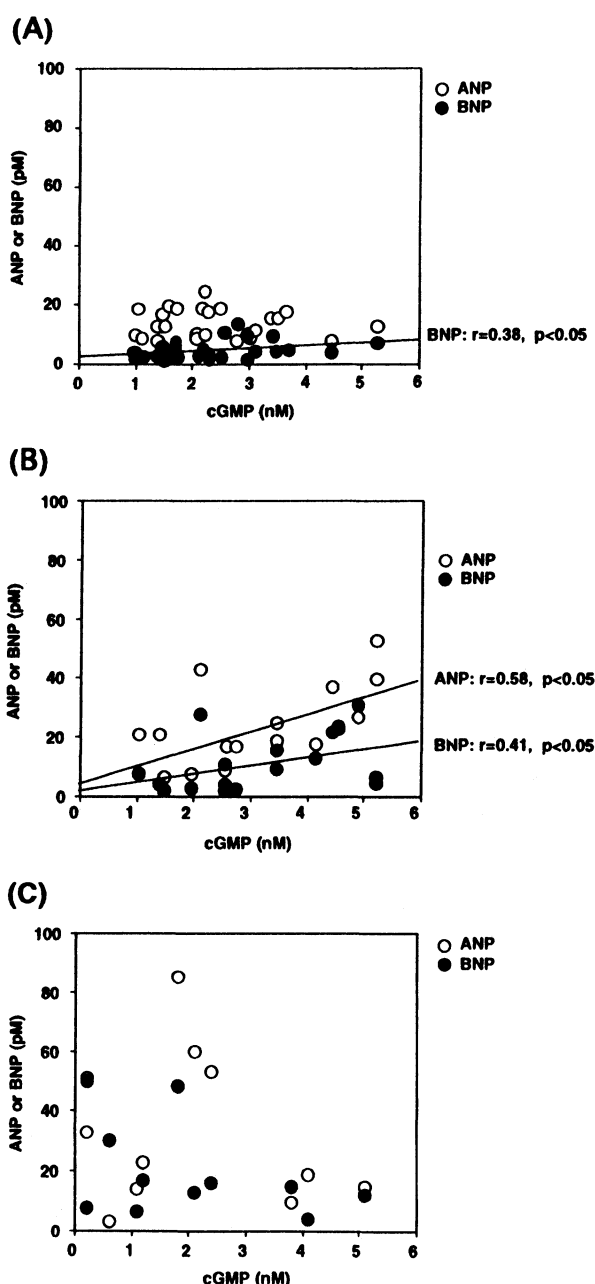 (A)
100
80
60
40
20
0
ANP or BNP (pM)
ANP
BNP
BNP: r=0.38, p<0.05
0 1 2 3 4 5 6
cGMP (nM)
(B)
100
80
60
40
20
0
ANP or BNP (pM)
ANP
BNP
ANP: r=0.58, p<0.05
BNP: r=0.41, p<0.05
0 1 2 3 4 5 6
cGMP (nM)
(C)
100
80
60
40
20
0
ANP or BNP (pM)
ANP
BNP
0 1 2 3 4 5 6
cGMP (nM)